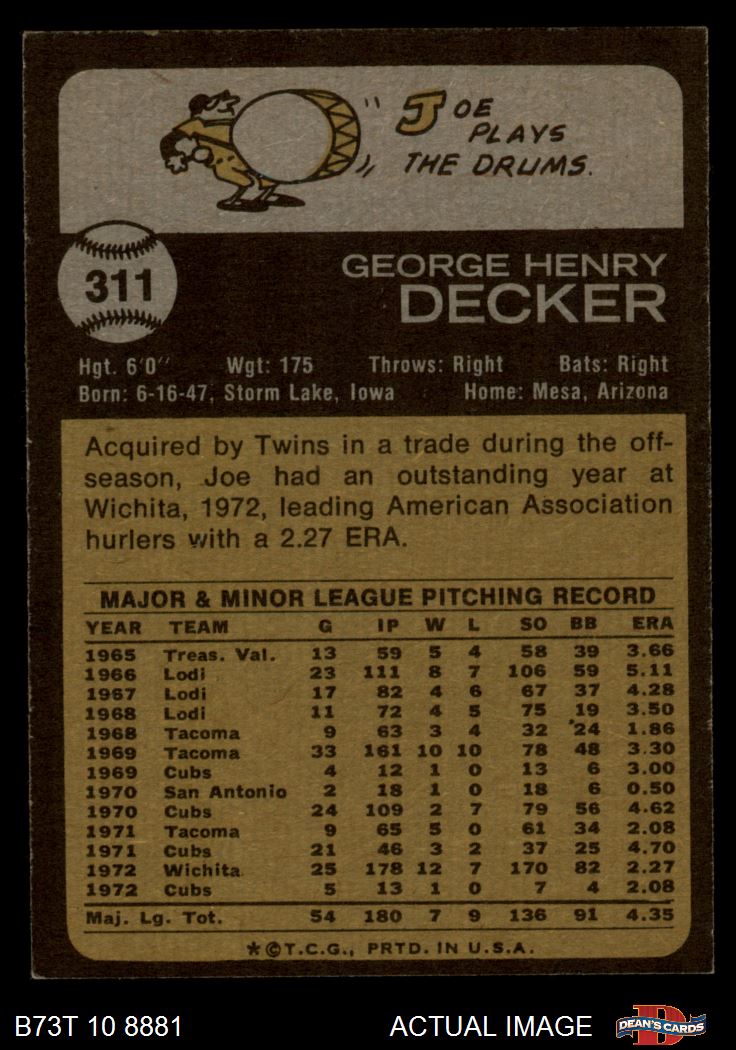 JOE
PLAYS
THE DRUMS.
311
GEORGE HENRY
DECKER
Hgt. 6'0" Wgt: 175 Throws: Right Bats: Right
Born: 6-16-47, Storm Lake, Iowa Home: Mesa, Arizona
Acquired by Twins in a trade during the off-
season, Joe had an outstanding year at
Wichita, 1972, leading American Association
hurlers with a 2.27 ERA.
MAJOR & MINOR LEAGUE PITCHING RECORD
YEAR TEAM G IP W L SO BB ERA
1965 Treas. Val. 13 59 5 4 58 39 3.66
1966 Lodi 23 111 8 7 106 59 5.11
1967 Lodi 17 82 4 6 67 37 4.28
1968 Lodi 11 72 4 5 75 19 3.50
1968 Tacoma 9 63 3 4 32 24 1.86
1969 Tacoma 33 161 10 10 78 48 3.30
1969 Cubs 4 12 1 0 13 6 3.00
1970 San Antonio 2 18 1 0 18 6 0.50
1970 Cubs 24 109 2 7 79 56 4.62
1971 Tacoma 9 65 5 0 61 34 2.08
1971 Cubs 21 46 3 2 37 25 4.70
1972 Wichita 25 178 12 7 170 82 2.27
1972 Cubs 5 13 1 0 7 4 2.08
Maj. Lg. Tot. 54 180 7 9 136 91 4.35
*©T.C.G., PRTD. IN U.S.A.
B73T 10 8881 ACTUAL IMAGE D DEAN'S CARDS